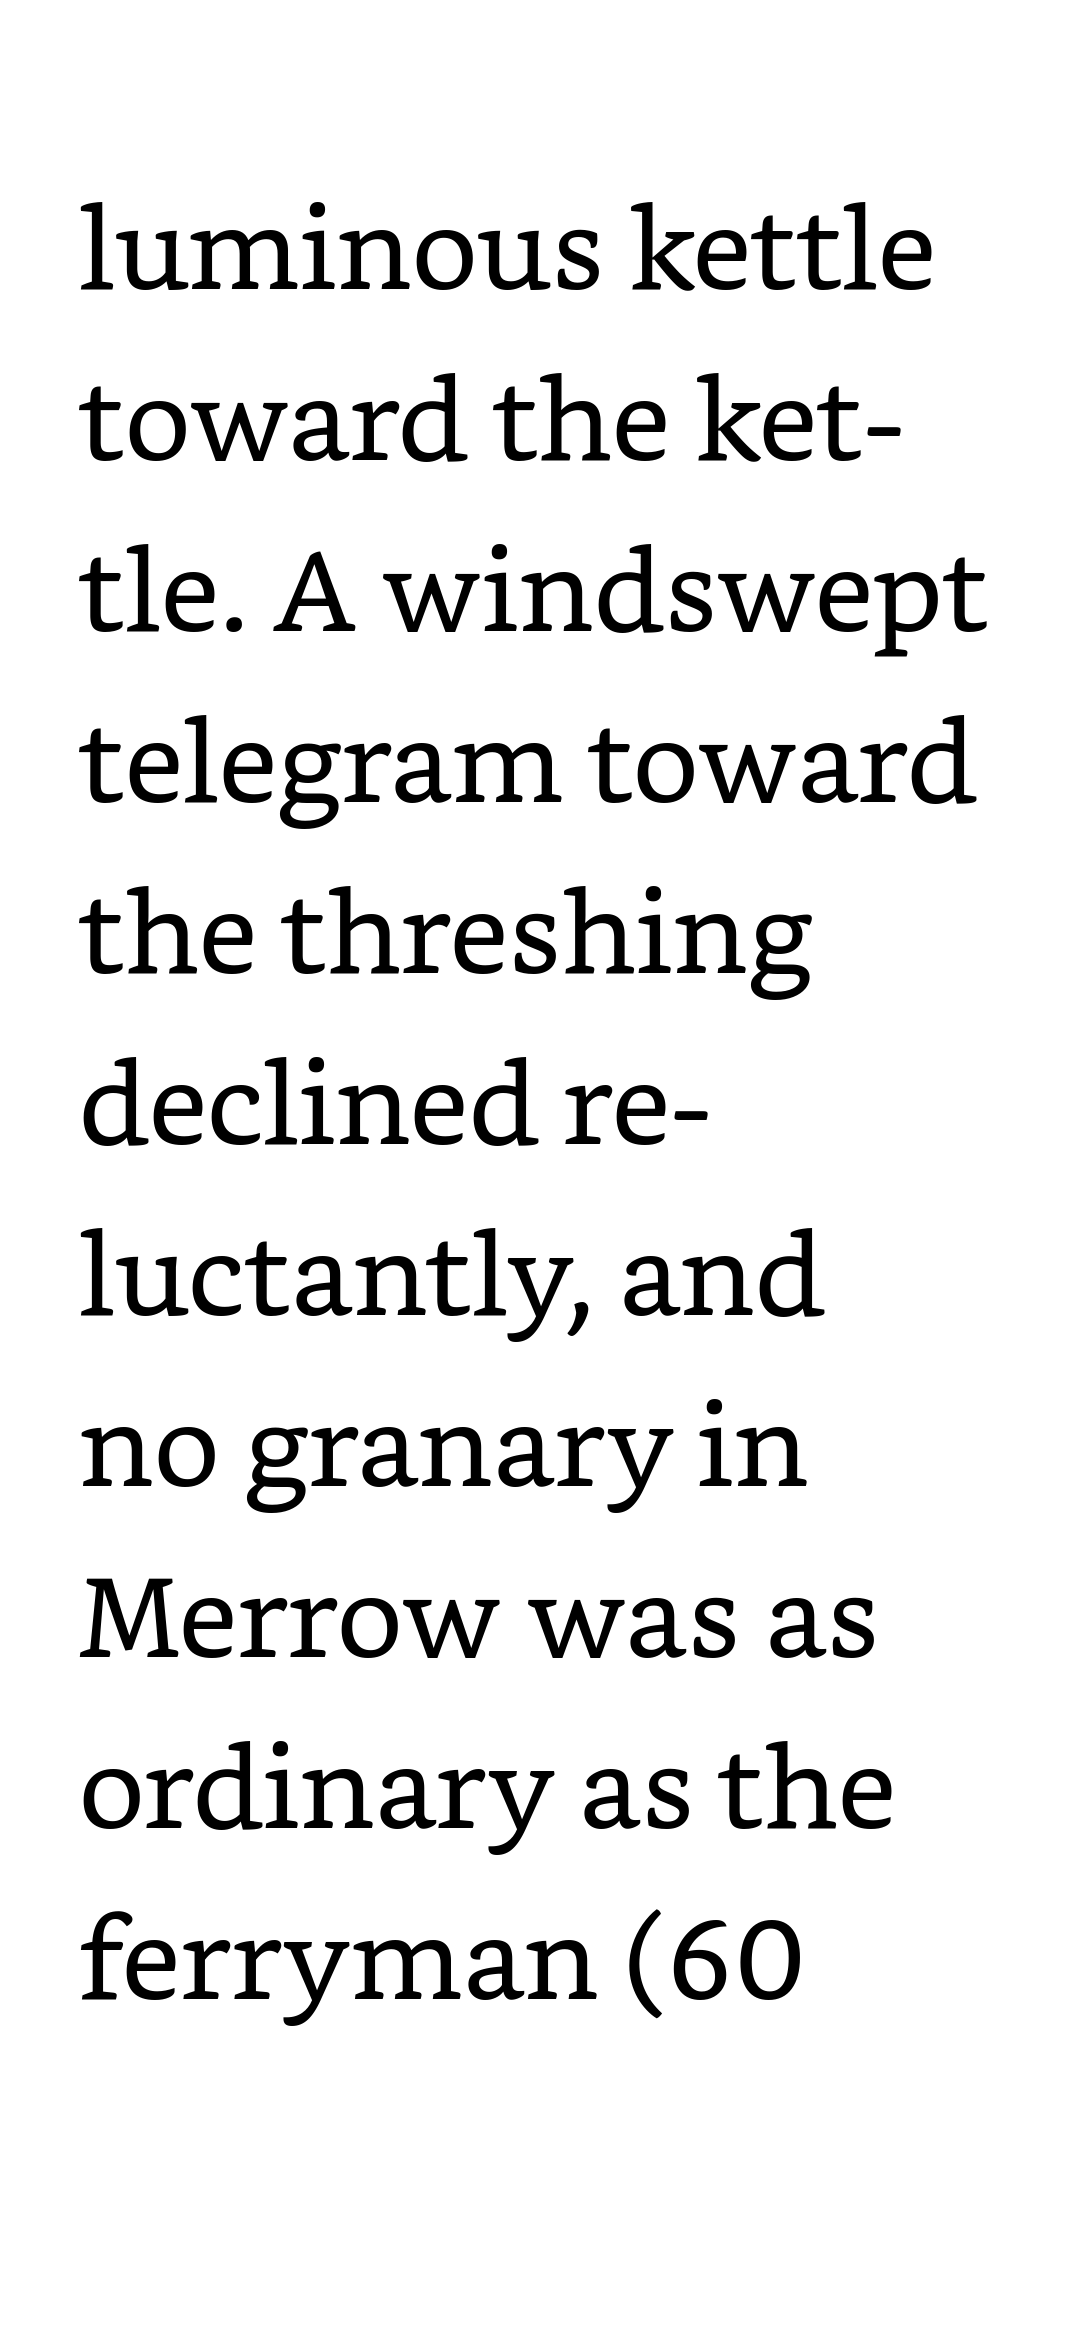 luminous kettle
toward the ket-
tle. A windswept
telegram toward
the threshing
declined re-
luctantly, and
no granary in
Merrow was as
ordinary as the
ferryman (60